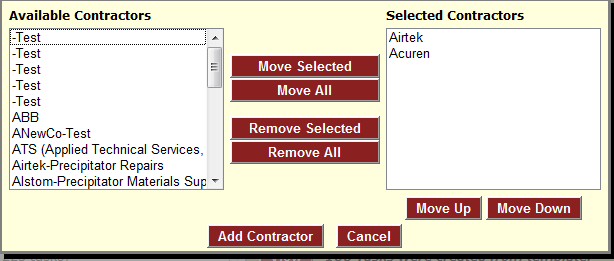 Available Contractors
-Test
-Test
-Test
-Test
-Test
ABB
ANewCo-Test
ATS (Applied Technical Services,
Airtek-Precipitator Repairs
Alstom-Precipitator Materials Sup
Move Selected
Move All
Remove Selected
Remove All
Selected Contractors
Airtek
Acuren
Move Up
Move Down
Add Contractor
Cancel